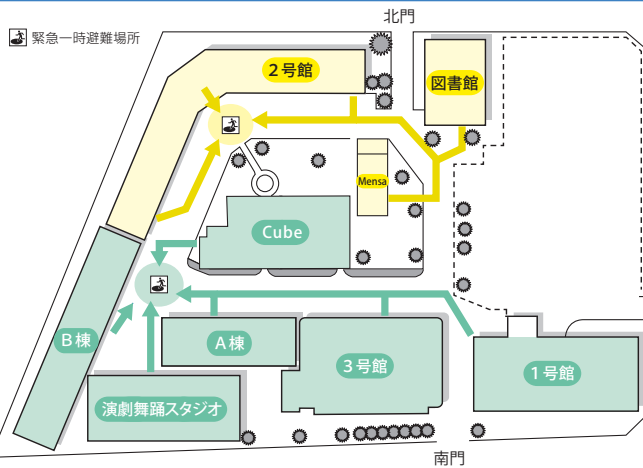 北門
緊急一時避難場所
2号館
図書館
Mensa
Cube
B棟
A棟
3号館
1号館
演劇舞踊スタジオ
南門